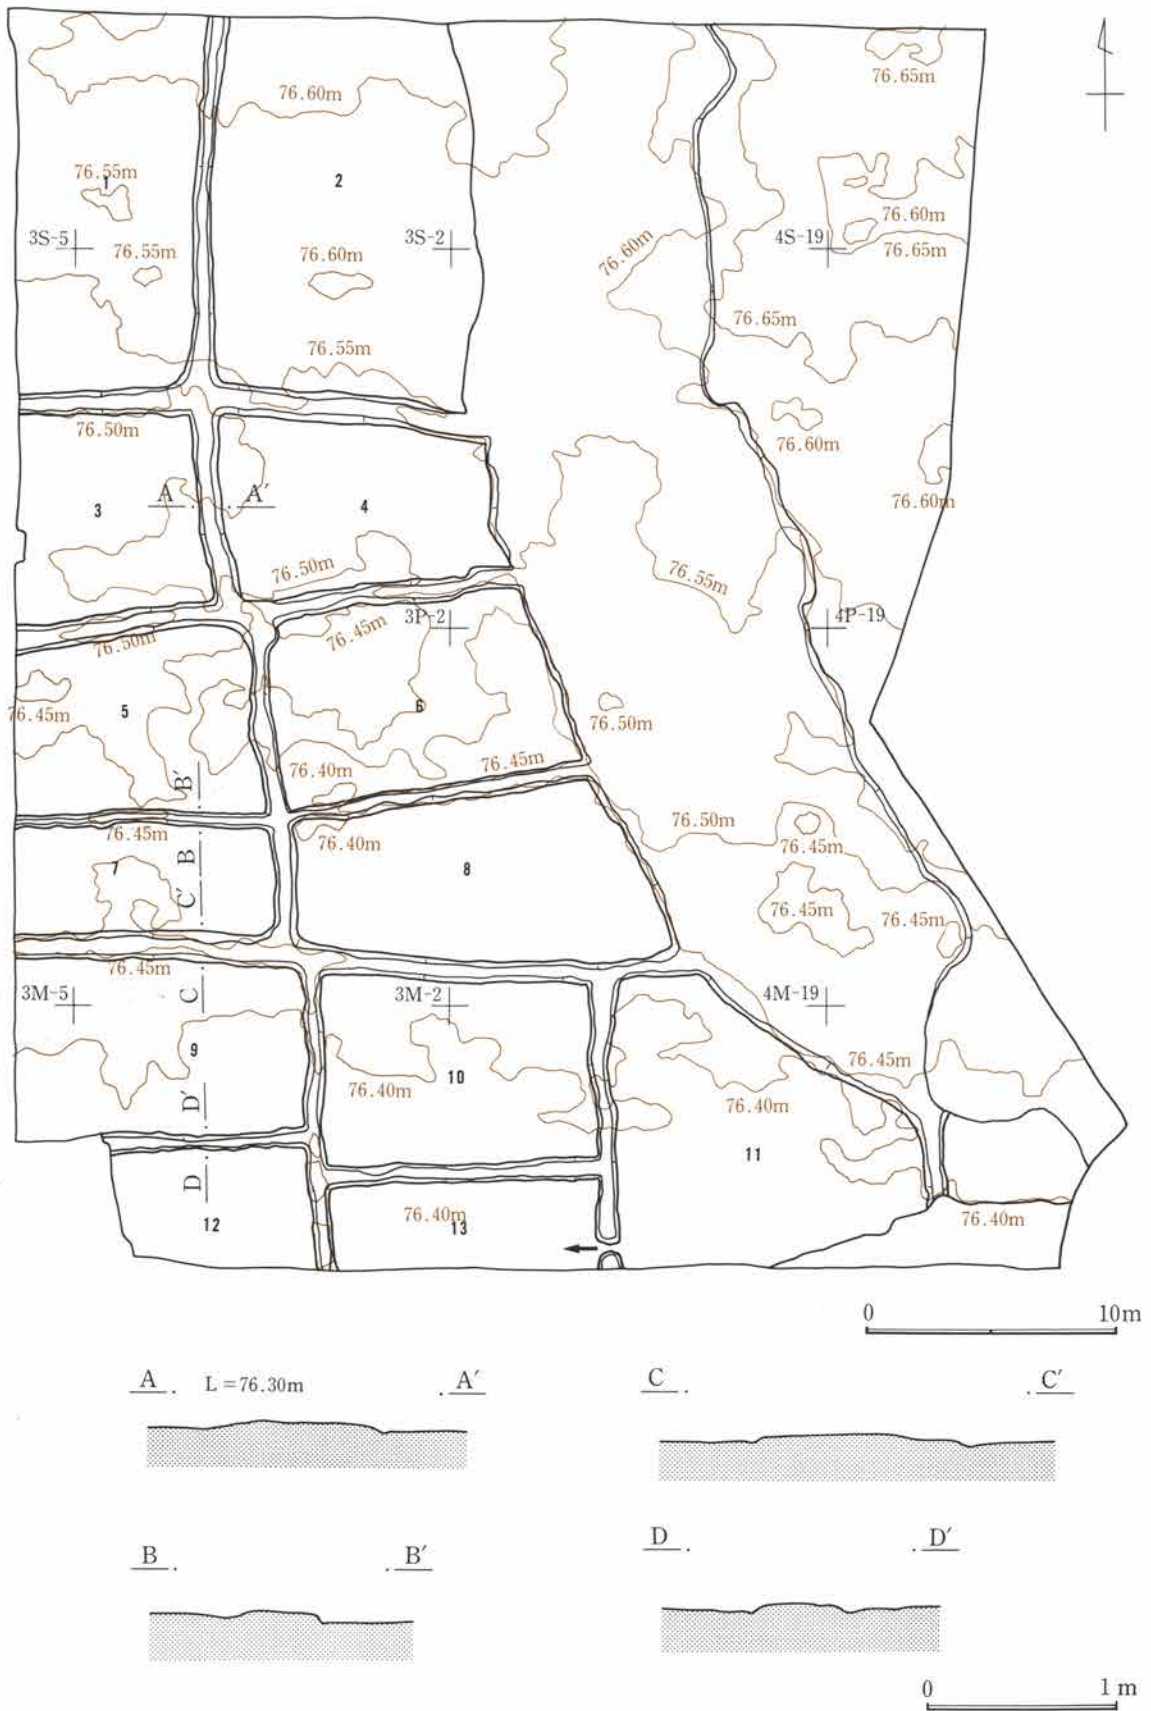 76.65m
76.60m
76.55m
1
2
76.60m
3S-5
76.55m
3S-2
76.60m
76.60m
4S-19
76.65m
76.65m
76.55m
76.50m
76.60m
76.60m
3
A
A′
4
76.50m
76.55m
3P-2
4P-19
76.50m
76.45m
76.45m
5
6
76.50m
B′
76.40m
76.45m
76.45m
76.40m
76.50m
76.45m
7
B
8
C′
76.45m
76.45m
76.45m
3M-5
C
3M-2
4M-19
9
76.45m
D′
76.40m
10
76.40m
11
D
12
76.40m
13
76.40m
0 10m
A L=76.30m A′
C C′
B B′
D D′
0 1m